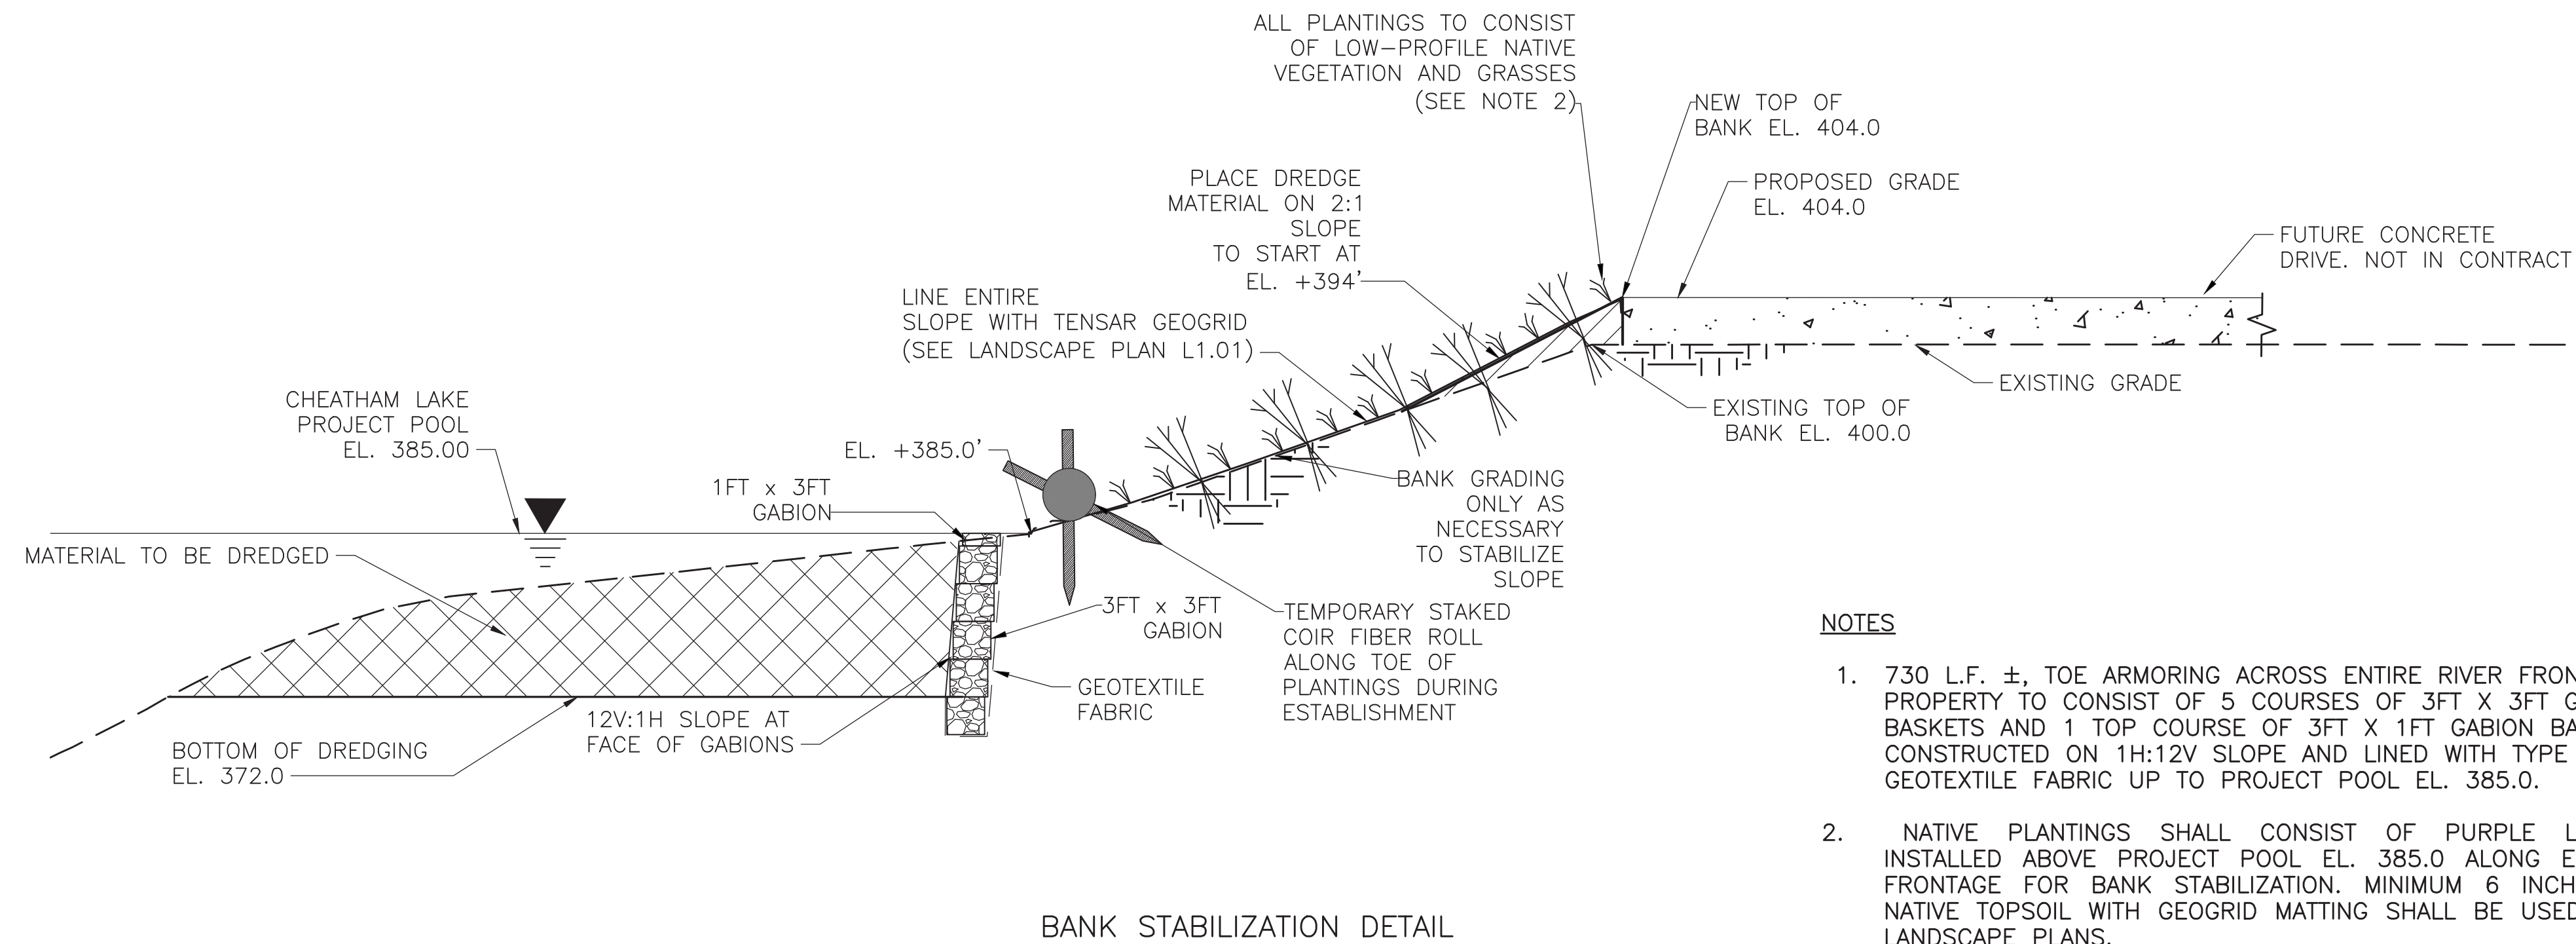 ALL PLANTINGS TO CONSIST
OF LOW-PROFILE NATIVE
VEGETATION AND GRASSES
(SEE NOTE 2)
NEW TOP OF
BANK EL. 404.0
PLACE DREDGE
MATERIAL ON 2:1
SLOPE
TO START AT
EL. +394'
PROPOSED GRADE
EL. 404.0
FUTURE CONCRETE
DRIVE. NOT IN CONTRACT
LINE ENTIRE
SLOPE WITH TENSAR GEOGRID
(SEE LANDSCAPE PLAN L1.01)
EXISTING GRADE
CHEATHAM LAKE
PROJECT POOL
EL. 385.00
EXISTING TOP OF
BANK EL. 400.0
EL. +385.0'
1FT x 3FT
GABION
BANK GRADING
ONLY AS
NECESSARY
TO STABILIZE
SLOPE
MATERIAL TO BE DREDGED
3FT x 3FT
GABION
TEMPORARY STAKED
COIR FIBER ROLL
ALONG TOE OF
PLANTINGS DURING
ESTABLISHMENT
GEOTEXTILE
FABRIC
12V:1H SLOPE AT
FACE OF GABIONS
BOTTOM OF DREDGING
EL. 372.0
NOTES
1. 730 L.F. ±, TOE ARMORING ACROSS ENTIRE RIVER FRON
PROPERTY TO CONSIST OF 5 COURSES OF 3FT X 3FT G
BASKETS AND 1 TOP COURSE OF 3FT X 1FT GABION BA
CONSTRUCTED ON 1H:12V SLOPE AND LINED WITH TYPE
GEOTEXTILE FABRIC UP TO PROJECT POOL EL. 385.0.
2. NATIVE PLANTINGS SHALL CONSIST OF PURPLE L
INSTALLED ABOVE PROJECT POOL EL. 385.0 ALONG E
FRONTAGE FOR BANK STABILIZATION. MINIMUM 6 INCH
NATIVE TOPSOIL WITH GEOGRID MATTING SHALL BE USED
LANDSCAPE PLANS.
BANK STABILIZATION DETAIL